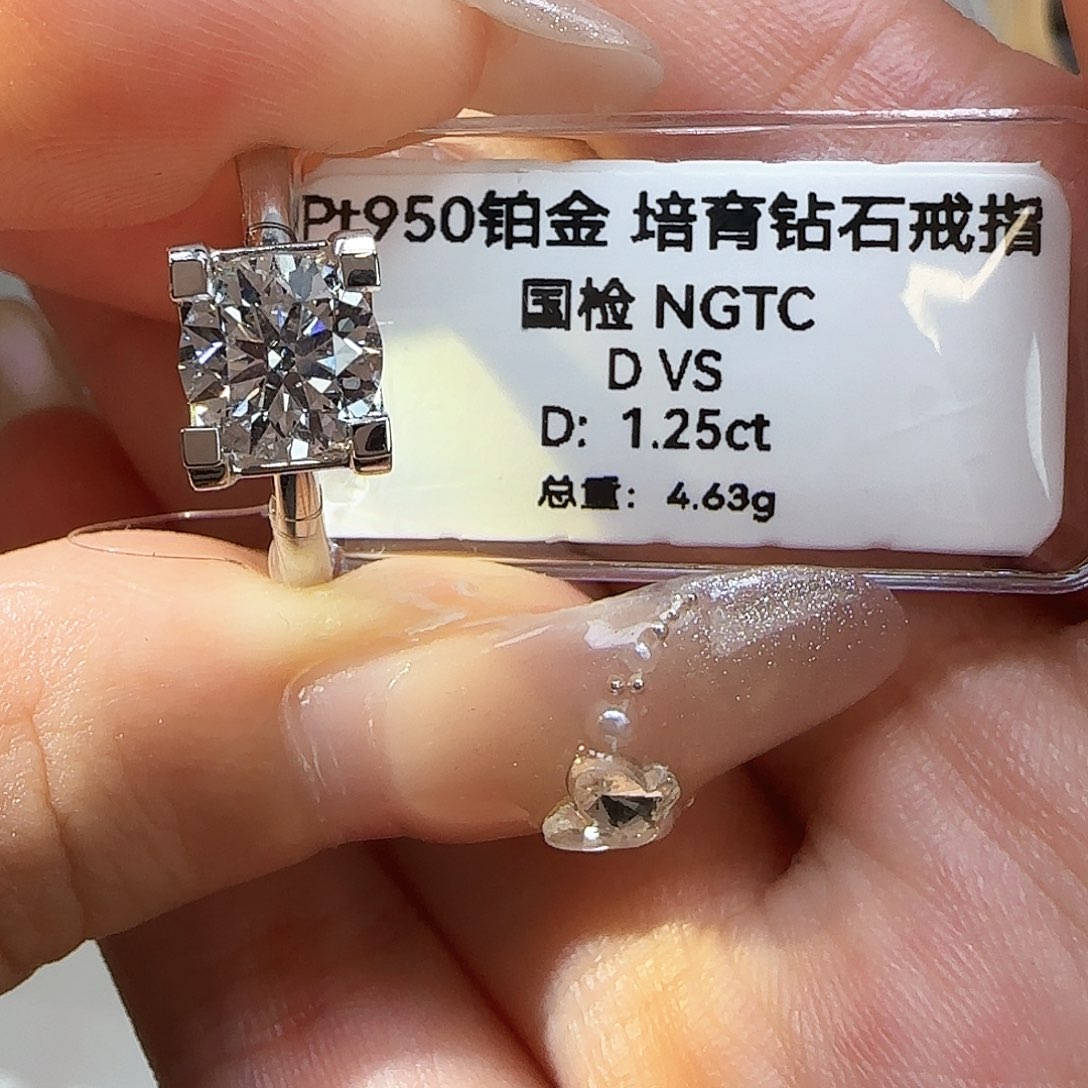 Pt950铂金 培育钻石戒指
国检 NGTC
D VS
D: 1.25ct
总重: 4.63g